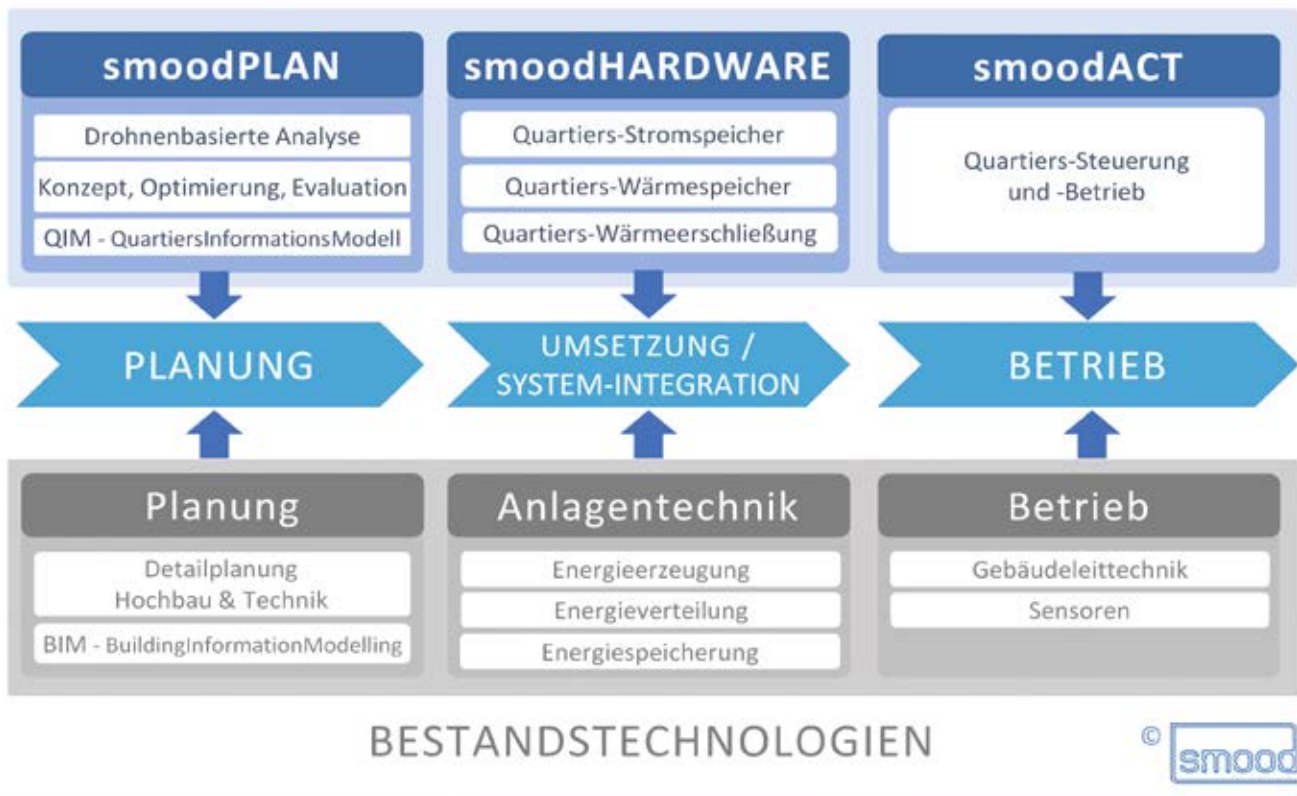 smoodPLAN
Drohnenbasierte Analyse
Konzept, Optimierung, Evaluation
QIM - QuartiersInformationsModell
smoodHARDWARE
Quartiers-Stromspeicher
Quartiers-Wärmespeicher
Quartiers-Wärmeerschließung
smoodACT
Quartiers-Steuerung
und -Betrieb
PLANUNG
UMSETZUNG /
SYSTEM-INTEGRATION
BETRIEB
Planung
Detailplanung
Hochbau & Technik
BIM - BuildingInformationModelling
Anlagentechnik
Energieerzeugung
Energieverteilung
Energiespeicherung
Betrieb
Gebäudeleittechnik
Sensoren
BESTANDSTECHNOLOGIEN
© smood